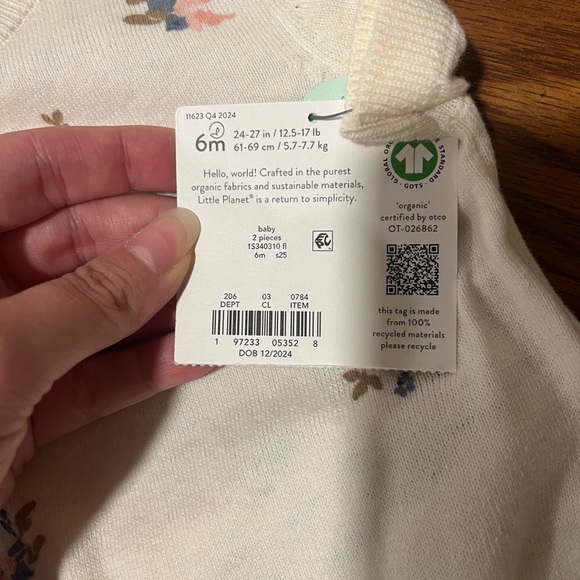 11623 Q4 2024
6m
24-27 in / 12.5-17 lb
61-69 cm / 5.7-7.7 kg
Hello, world! Crafted in the purest
organic fabrics and sustainable materials,
Little Planet® is a return to simplicity.
baby
2 pieces
1S340310 fl
6m s25
206 03 0784
DEPT CL ITEM
1 97233 05352 8
DOB 12/2024
GLOBAL STANDARD
· GOTS ·
'organic'
certified by otco
OT-026862
this tag is made
from 100%
recycled materials
please recycle